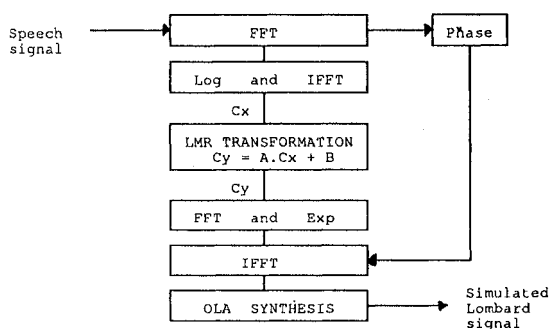 Speech
signal
FFT
Phase
Log and IFFT
Cx
LMR TRANSFORMATION
Cy = A.Cx + B
Cy
FFT and Exp
IFFT
OLA SYNTHESIS
Simulated
Lombard
signal